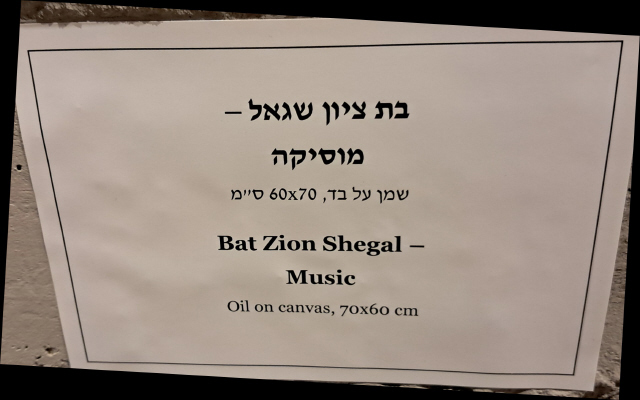 בת ציון שגאל –
מוסיקה
שמן על בד, 60x70 ס״מ
Bat Zion Shegal –
Music
Oil on canvas, 70x60 cm